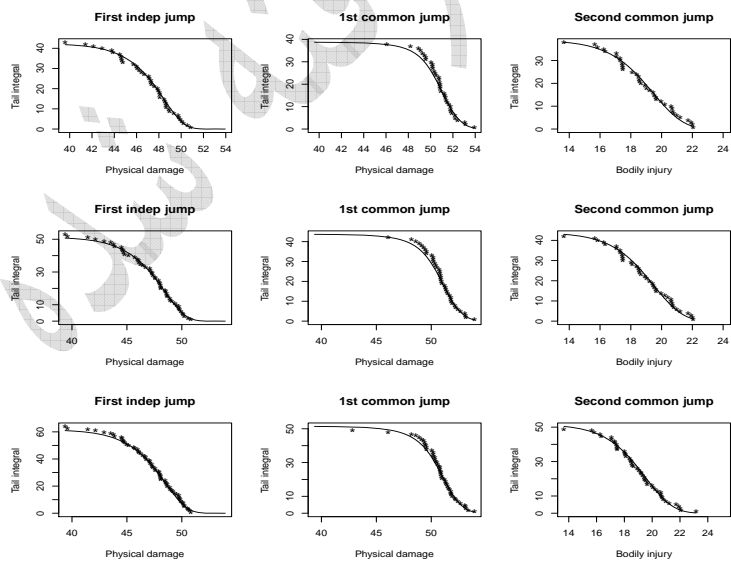 First indep jump
1st common jump
Second common jump
Tail integral
0 10 20 30 40
40 42 44 46 48 50 52 54
Physical damage
Tail integral
0 10 20 30 40
40 42 44 46 48 50 52 54
Physical damage
Tail integral
10 20 30
14 16 18 20 22 24
Bodily injury
First indep jump
1st common jump
Second common jump
Tail integral
0 10 30 50
40 45 50
Physical damage
Tail integral
0 10 20 30 40
40 45 50
Physical damage
Tail integral
0 10 20 30 40
14 16 18 20 22 24
Bodily injury
First indep jump
1st common jump
Second common jump
Tail integral
0 20 40 60
40 45 50
Physical damage
Tail integral
0 10 30 50
40 45 50
Physical damage
Tail integral
0 10 30 50
14 16 18 20 22 24
Bodily injury